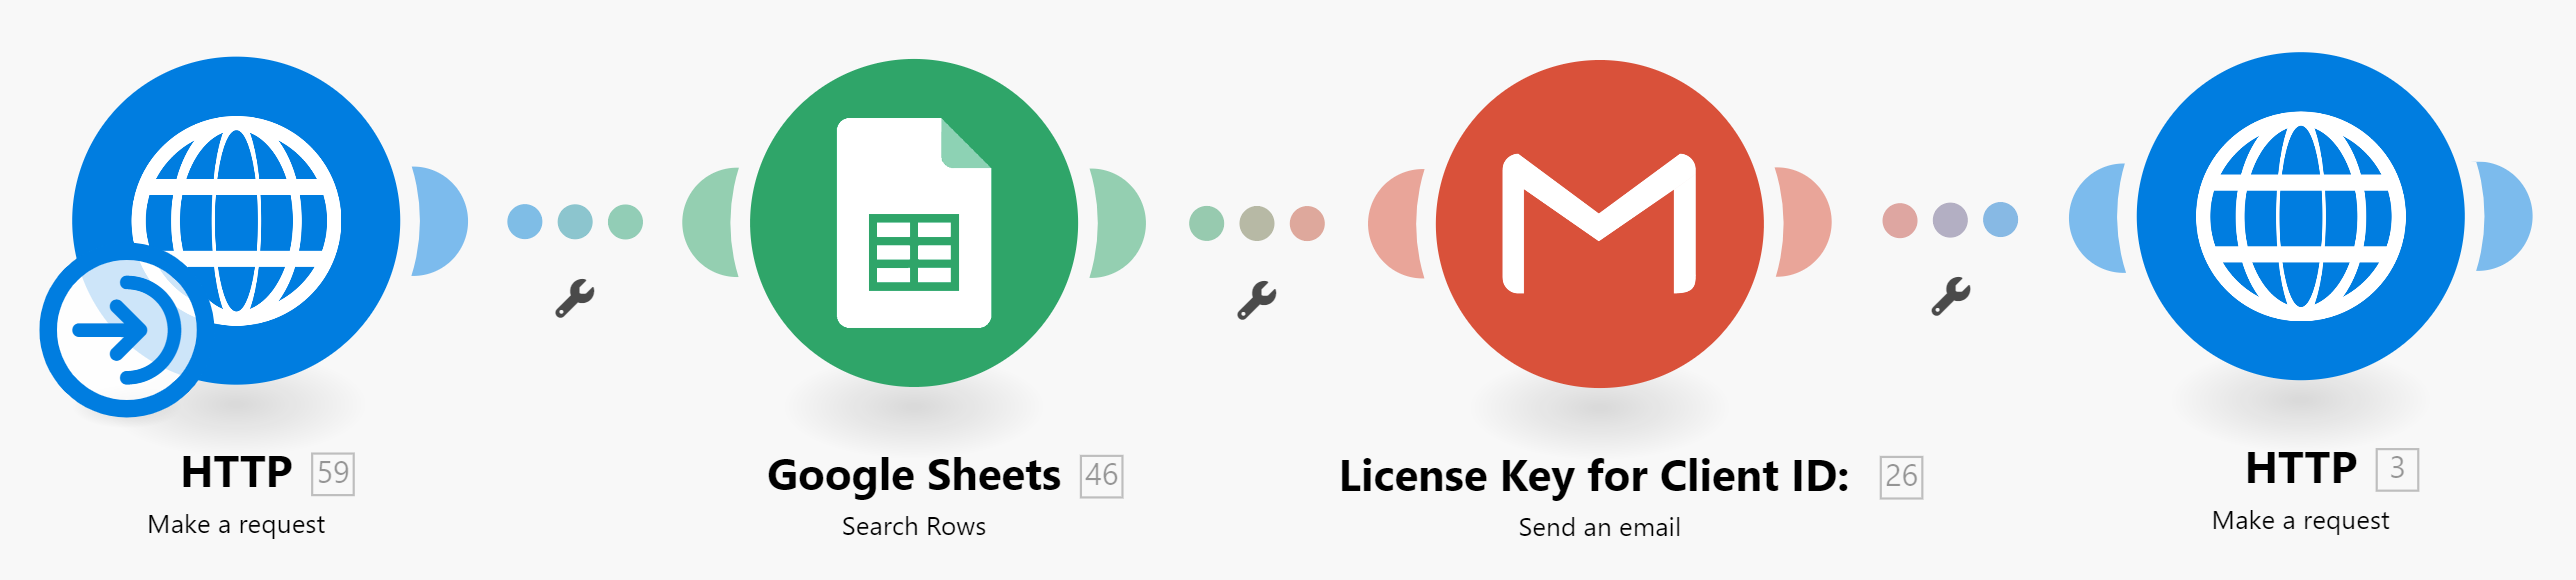 HTTP 59
Make a request
Google Sheets 46
Search Rows
License Key for Client ID: 26
Send an email
HTTP 3
Make a request